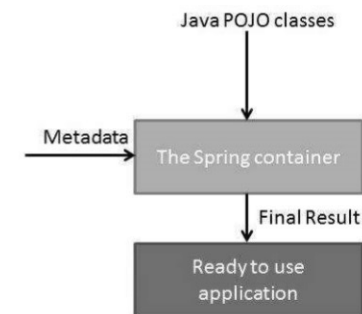 Java POJO classes
Metadata
The Spring container
Final Result
Ready to use
application